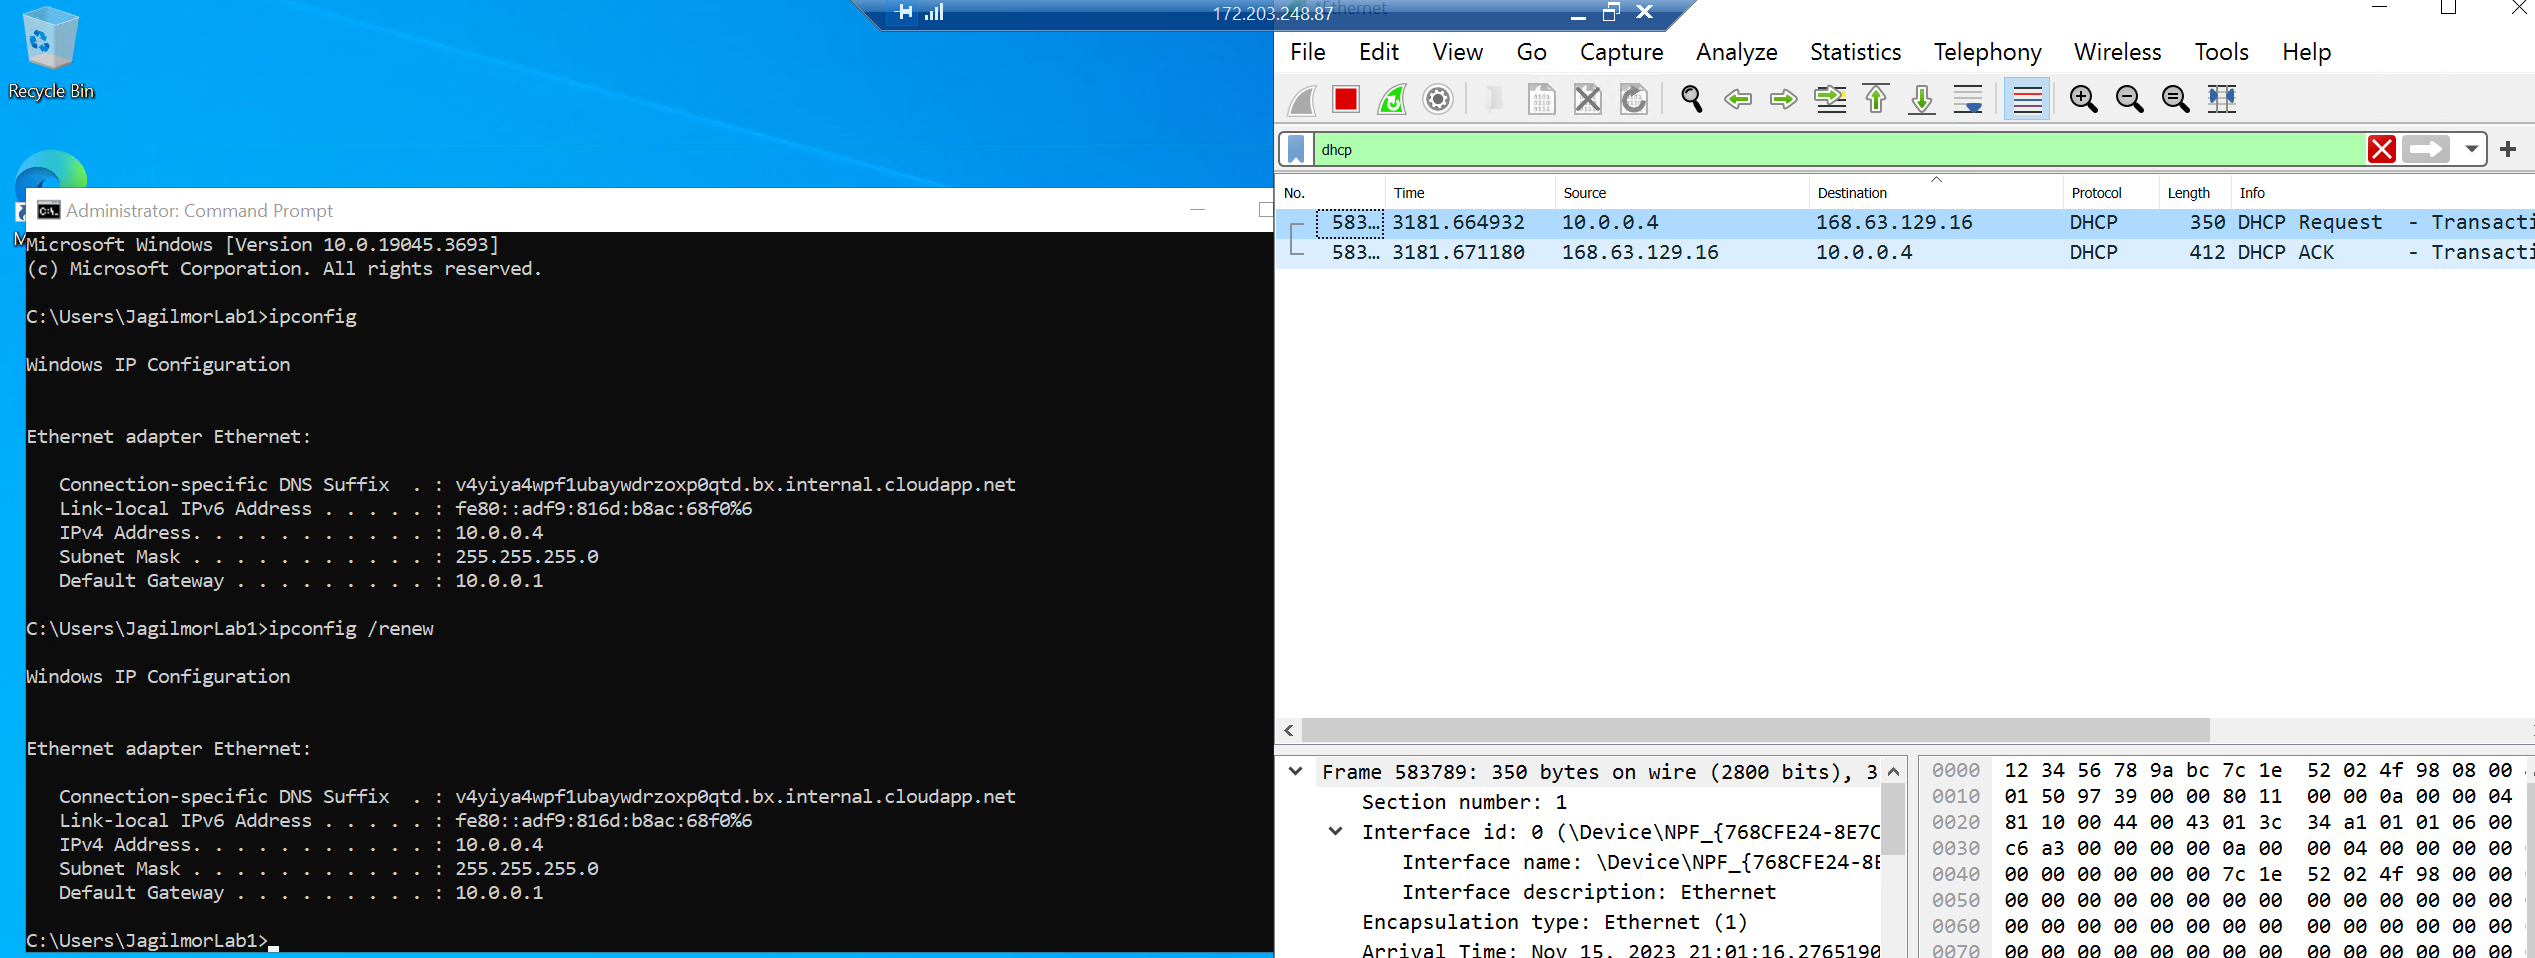 Recycle Bin
172.203.248.87
Ethernet
File Edit View Go Capture Analyze Statistics Telephony Wireless Tools Help
dhcp
No. Time Source Destination Protocol Length Info
583… 3181.664932 10.0.0.4 168.63.129.16 DHCP 350 DHCP Request - Transacti
583… 3181.671180 168.63.129.16 10.0.0.4 DHCP 412 DHCP ACK - Transacti
Administrator: Command Prompt
Microsoft Windows [Version 10.0.19045.3693]
(c) Microsoft Corporation. All rights reserved.
C:\Users\JagilmorLab1>ipconfig
Windows IP Configuration
Ethernet adapter Ethernet:
Connection-specific DNS Suffix . : v4yiya4wpf1ubaywdrzoxp0qtd.bx.internal.cloudapp.net
Link-local IPv6 Address . . . . . : fe80::adf9:816d:b8ac:68f0%6
IPv4 Address. . . . . . . . . . . : 10.0.0.4
Subnet Mask . . . . . . . . . . . : 255.255.255.0
Default Gateway . . . . . . . . . : 10.0.0.1
C:\Users\JagilmorLab1>ipconfig /renew
Windows IP Configuration
Ethernet adapter Ethernet:
Connection-specific DNS Suffix . : v4yiya4wpf1ubaywdrzoxp0qtd.bx.internal.cloudapp.net
Link-local IPv6 Address . . . . . : fe80::adf9:816d:b8ac:68f0%6
IPv4 Address. . . . . . . . . . . : 10.0.0.4
Subnet Mask . . . . . . . . . . . : 255.255.255.0
Default Gateway . . . . . . . . . : 10.0.0.1
C:\Users\JagilmorLab1>
Frame 583789: 350 bytes on wire (2800 bits), 3
Section number: 1
Interface id: 0 (\Device\NPF_{768CFE24-8E7C
Interface name: \Device\NPF_{768CFE24-8E
Interface description: Ethernet
Encapsulation type: Ethernet (1)
Arrival Time: Nov 15, 2023 21:01:16.2765190
0000 12 34 56 78 9a bc 7c 1e 52 02 4f 98 08 00
0010 01 50 97 39 00 00 80 11 00 00 0a 00 00 04
0020 81 10 00 44 00 43 01 3c 34 a1 01 01 06 00
0030 c6 a3 00 00 00 00 0a 00 00 04 00 00 00 00
0040 00 00 00 00 00 00 7c 1e 52 02 4f 98 00 00
0050 00 00 00 00 00 00 00 00 00 00 00 00 00 00
0060 00 00 00 00 00 00 00 00 00 00 00 00 00 00
0070 00 00 00 00 00 00 00 00 00 00 00 00 00 00